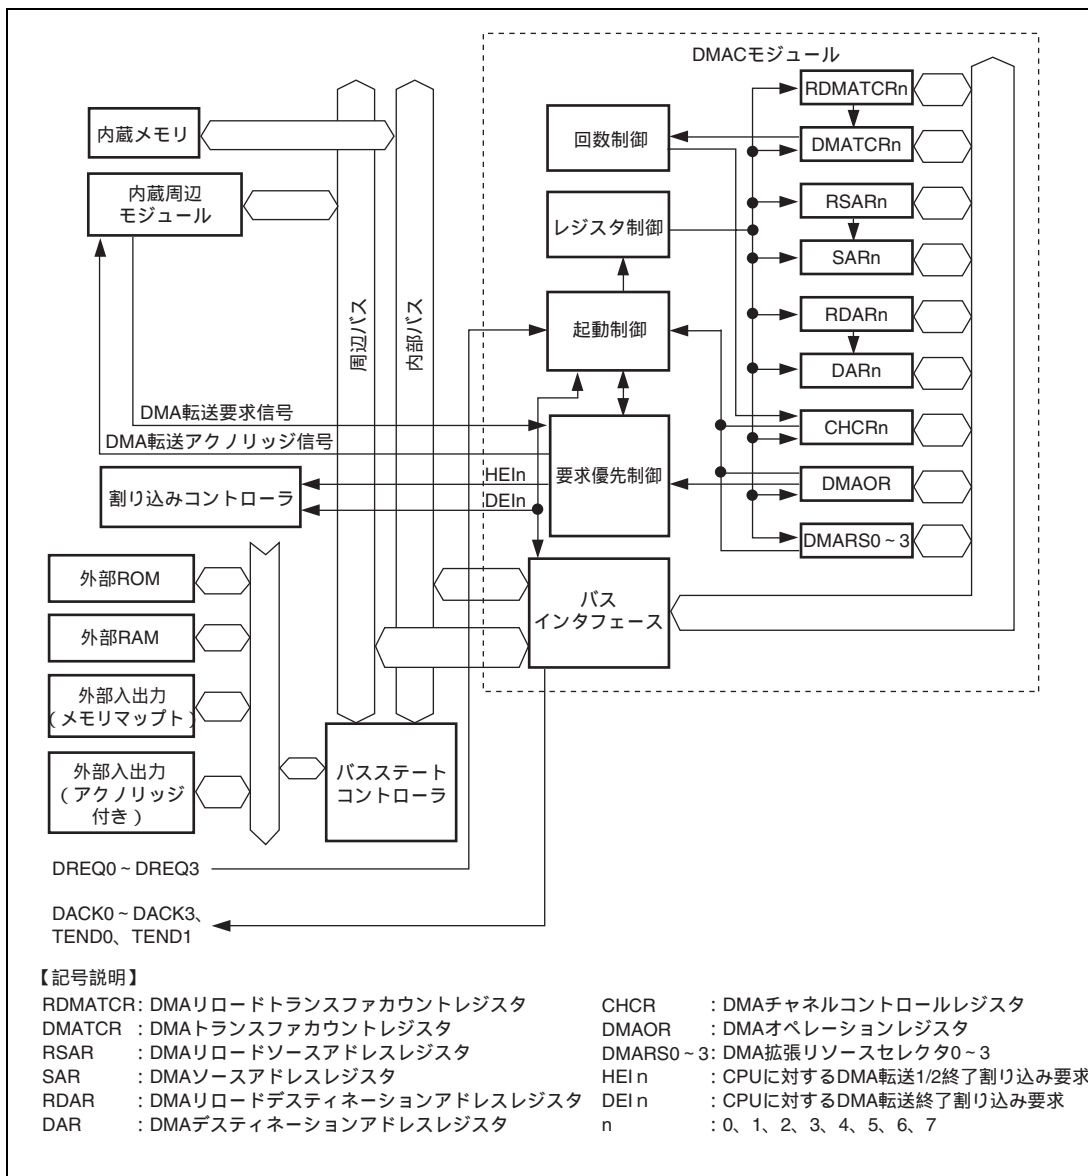 DMACモジュール
RDMATCRn
内蔵メモリ
回数制御
DMATCRn
内蔵周辺
モジュール
RSARn
レジスタ制御
SARn
周辺バス
内部バス
起動制御
RDARn
DARn
DMA転送要求信号
DMA転送アクノリッジ信号
CHCRn
HEIn
要求優先制御
DMAOR
割り込みコントローラ
DEIn
DMARS0~3
外部ROM
バス
インタフェース
外部RAM
外部入出力
(メモリマップト)
外部入出力
(アクノリッジ
付き)
バスステート
コントローラ
DREQ0~DREQ3
DACK0~DACK3、
TEND0、TEND1
【記号説明】
RDMATCR: DMAリロードトランスファカウントレジスタ
DMATCR : DMAトランスファカウントレジスタ
RSAR : DMAリロードソースアドレスレジスタ
SAR : DMAソースアドレスレジスタ
RDAR : DMAリロードデスティネーションアドレスレジスタ
DAR : DMAデスティネーションアドレスレジスタ
CHCR : DMAチャネルコントロールレジスタ
DMAOR : DMAオペレーションレジスタ
DMARS0~3: DMA拡張リソースセレクタ0~3
HEIn : CPUに対するDMA転送1/2終了割り込み要求
DEIn : CPUに対するDMA転送終了割り込み要求
n : 0、1、2、3、4、5、6、7